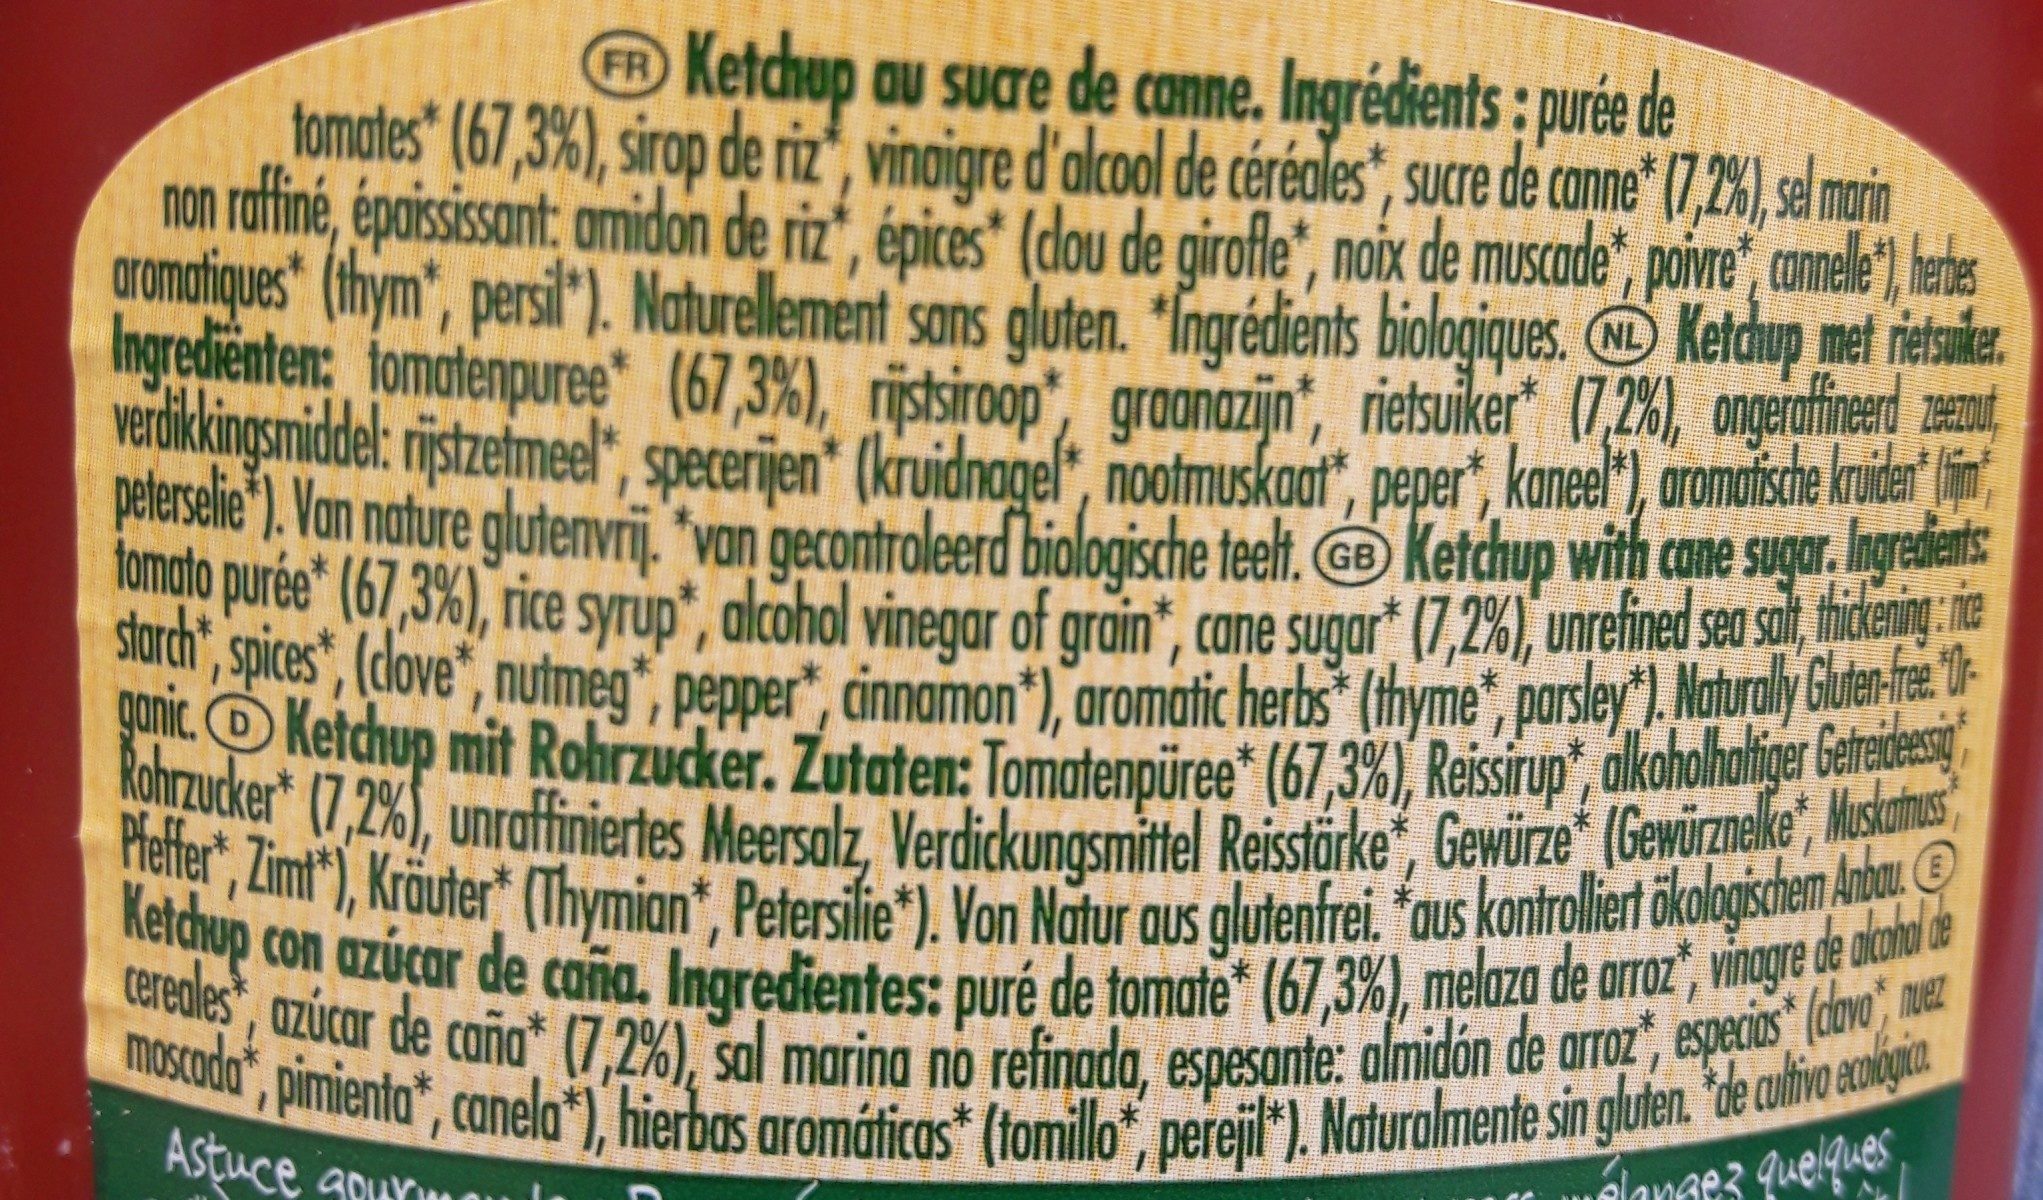 FR Ketchup au sucre de canne. Ingrédients : purée de
tomates* (67,3%), sirop de riz*, vinaigre d'alcool de céréales*, sucre de canne* (7,2%), sel marin
non raffiné, épaississant: amidon de riz*, épices* (clou de girofle*, noix de muscade*, poivre*, cannelle*), herbes
aromatiques* (thym*, persil*). Naturellement sans gluten. *Ingrédients biologiques. NL Ketchup met rietsuiker.
Ingrediënten: tomatenpuree* (67,3%), rijstsiroop*, graanazijn*, rietsuiker* (7,2%), ongeraffineerd zeezout,
verdikkingsmiddel: rijstzetmeel*, specerijen* (kruidnagel*, nootmuskaat*, peper*, kaneel*), aromatische kruiden* (tijm*,
peterselie*). Van nature glutenvrij. *van gecontroleerd biologische teelt. GB Ketchup with cane sugar. Ingredients:
tomato purée* (67,3%), rice syrup*, alcohol vinegar of grain*, cane sugar* (7,2%), unrefined sea salt, thickening : rice
starch*, spices*, (clove*, nutmeg*, pepper*, cinnamon*), aromatic herbs* (thyme*, parsley*). Naturally Gluten-free. *Or-
ganic. D Ketchup mit Rohrzucker. Zutaten: Tomatenpüree* (67,3%), Reissirup*, alkoholhaltiger Getreideessig*,
Rohrzucker* (7,2%), unraffiniertes Meersalz, Verdickungsmittel Reisstärke*, Gewürze* (Gewürznelke*, Muskatnuss*,
Pfeffer*, Zimt*), Kräuter* (Thymian*, Petersilie*). Von Natur aus glutenfrei. *aus kontrolliert ökologischem Anbau. E
Ketchup con azúcar de caña. Ingredientes: puré de tomate* (67,3%), melaza de arroz*, vinagre de alcohol de
cereales*, azúcar de caña* (7,2%), sal marina no refinada, espesante: almidón de arroz*, especias* (clavo*, nuez
moscada*, pimienta*, canela*), hierbas aromáticas* (tomillo*, perejil*). Naturalmente sin gluten. *de cultivo ecológico.
Astuce mélangez quelques